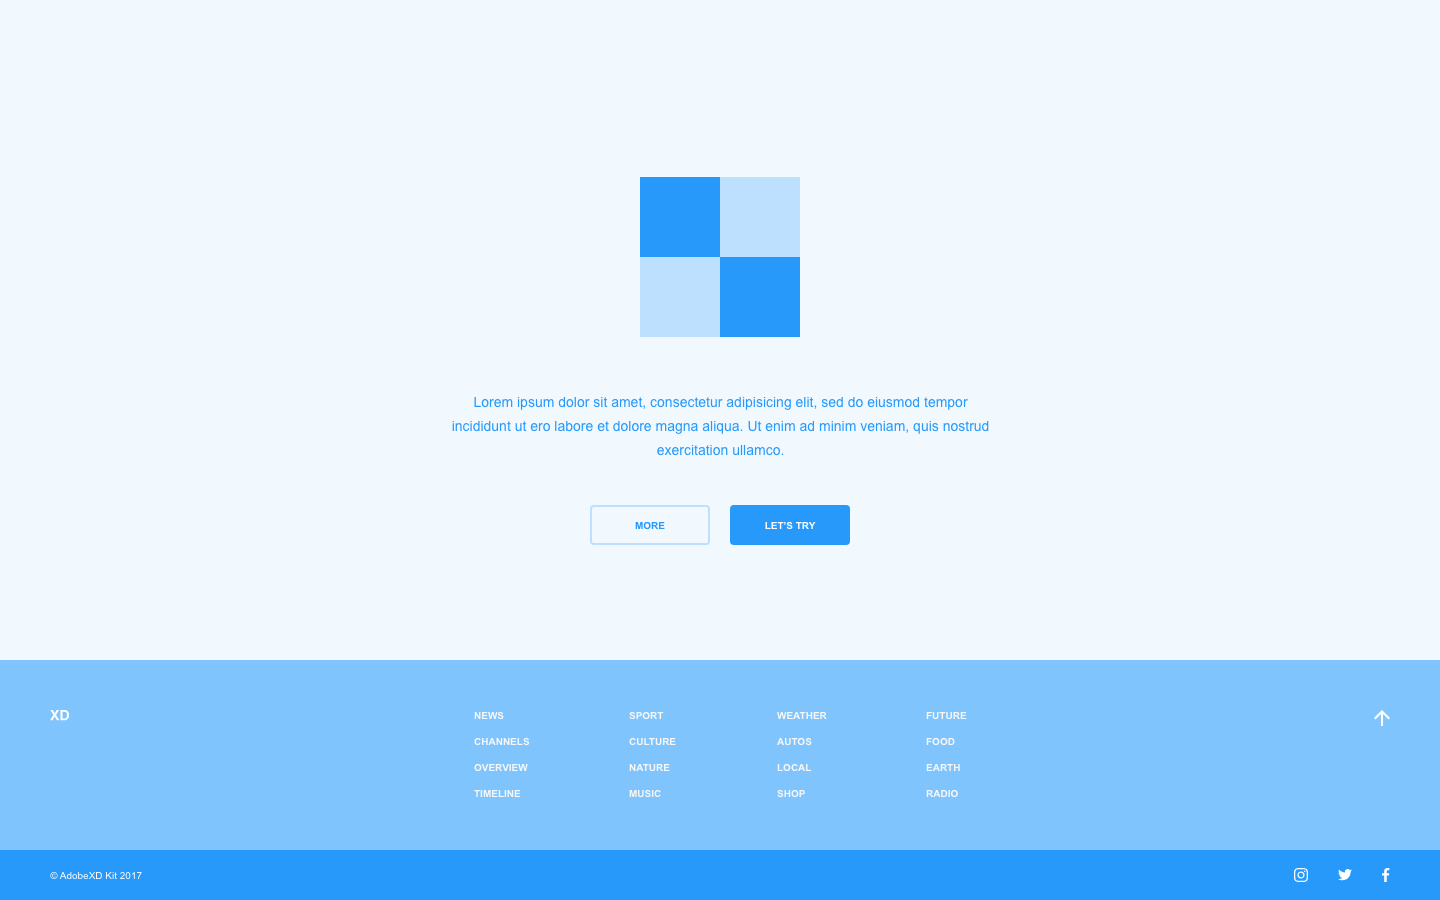 Lorem ipsum dolor sit amet, consectetur adipisicing elit, sed do eiusmod tempor
incididunt ut ero labore et dolore magna aliqua. Ut enim ad minim veniam, quis nostrud
exercitation ullamco.
MORE
LET'S TRY
XD
NEWS
CHANNELS
OVERVIEW
TIMELINE
SPORT
CULTURE
NATURE
MUSIC
WEATHER
AUTOS
LOCAL
SHOP
FUTURE
FOOD
EARTH
RADIO
© AdobeXD Kit 2017